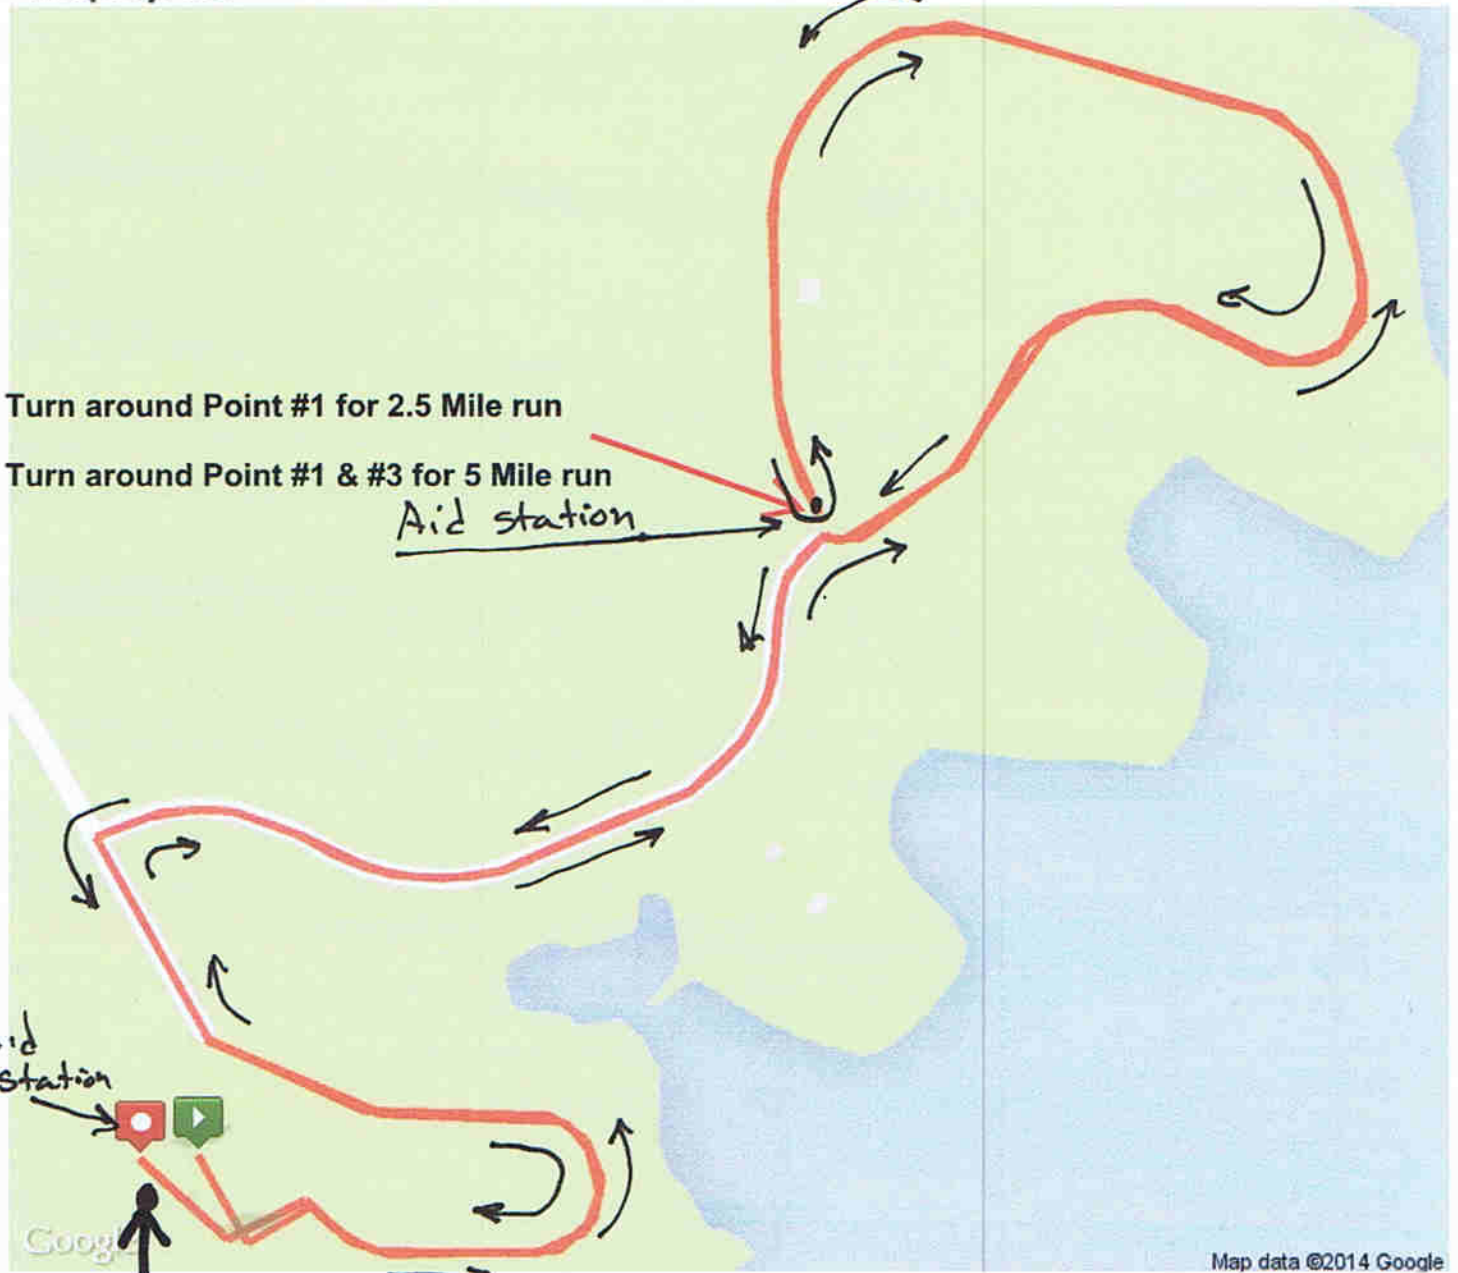 Turn around Point #1 for 2.5 Mile run
Turn around Point #1 & #3 for 5 Mile run
Aid station
station
Google
Map data ©2014 Google